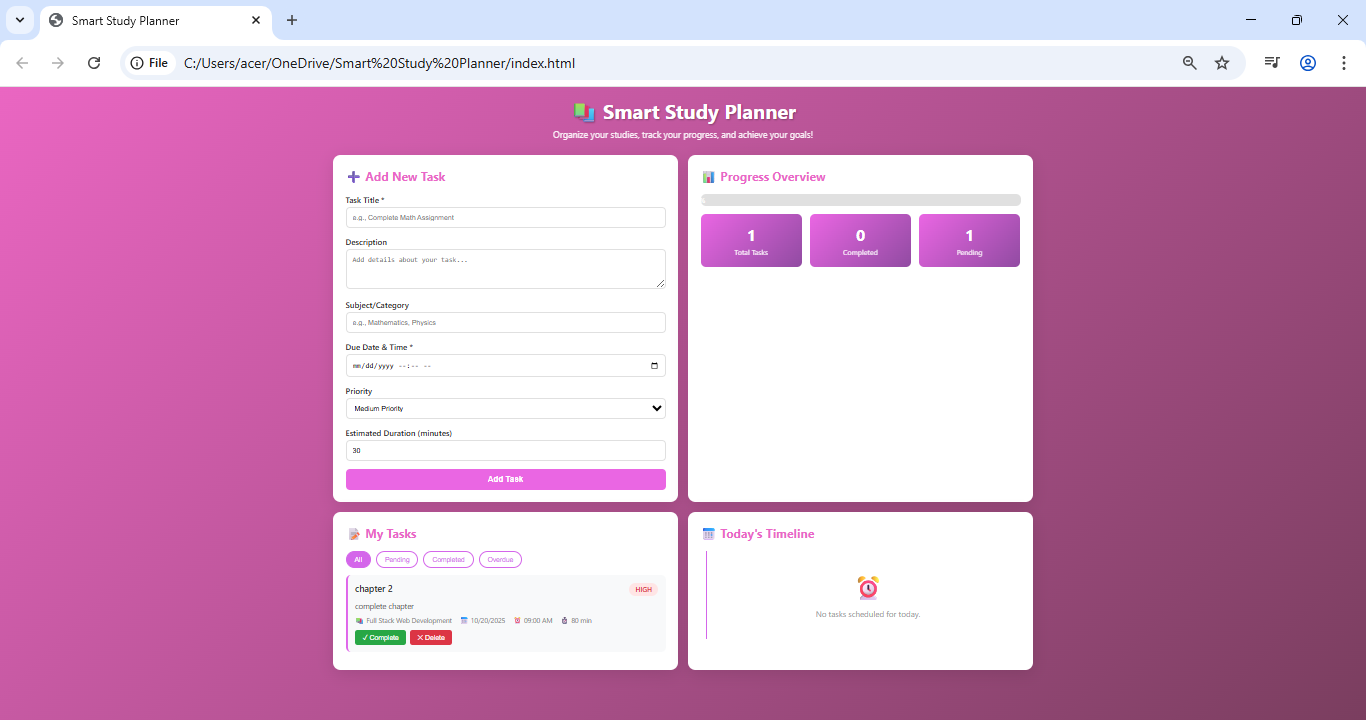 Smart Study Planner
File
C:/Users/acer/OneDrive/Smart%20Study%20Planner/index.html
Smart Study Planner
Organize your studies, track your progress, and achieve your goals!
Add New Task
Task Title *
e.g., Complete Math Assignment
Description
Add details about your task...
Subject/Category
e.g., Mathematics, Physics
Due Date & Time *
mm/dd/yyyy --:-- --
Priority
Medium Priority
Estimated Duration (minutes)
30
Add Task
Progress Overview
1
Total Tasks
0
Completed
1
Pending
My Tasks
All Pending Completed Overdue
chapter 2
HIGH
complete chapter
Full Stack Web Development 10/20/2025 09:00 AM 80 min
✓ Complete ✕ Delete
Today's Timeline
No tasks scheduled for today.